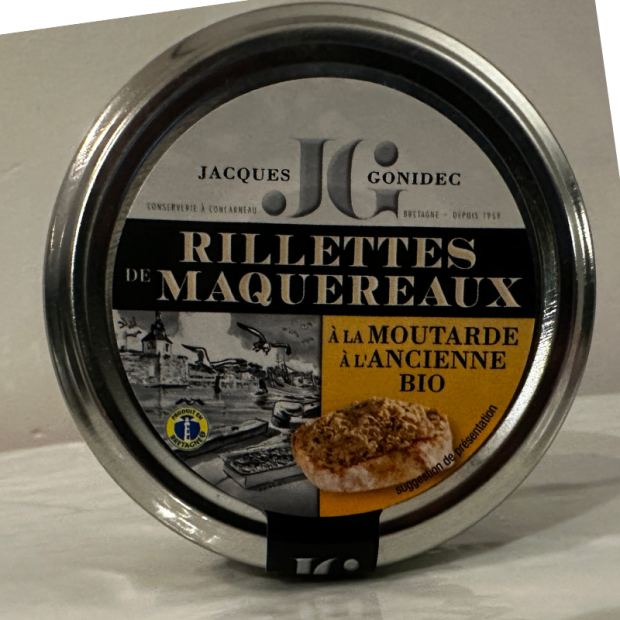 JG
JACQUES GONIDEC
CONSERVERIE À CONCARNEAU BRETAGNE - DEPUIS 1959
RILLETTES
DE MAQUEREAUX
À LA MOUTARDE
À L'ANCIENNE
BIO
PRODUIT EN
BRETAGNE
suggestion de présentation
JG